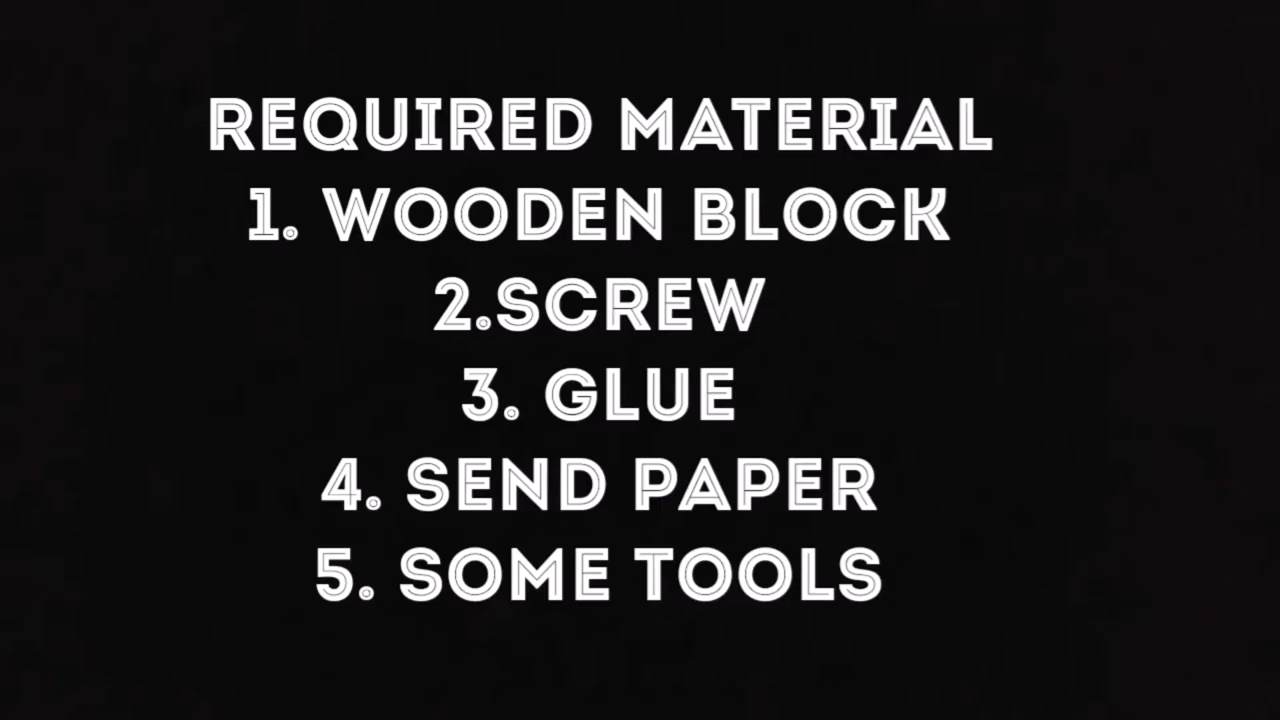 REQUIRED MATERIAL
1. WOODEN BLOCK
2.SCREW
3. GLUE
4. SEND PAPER
5. SOME TOOLS